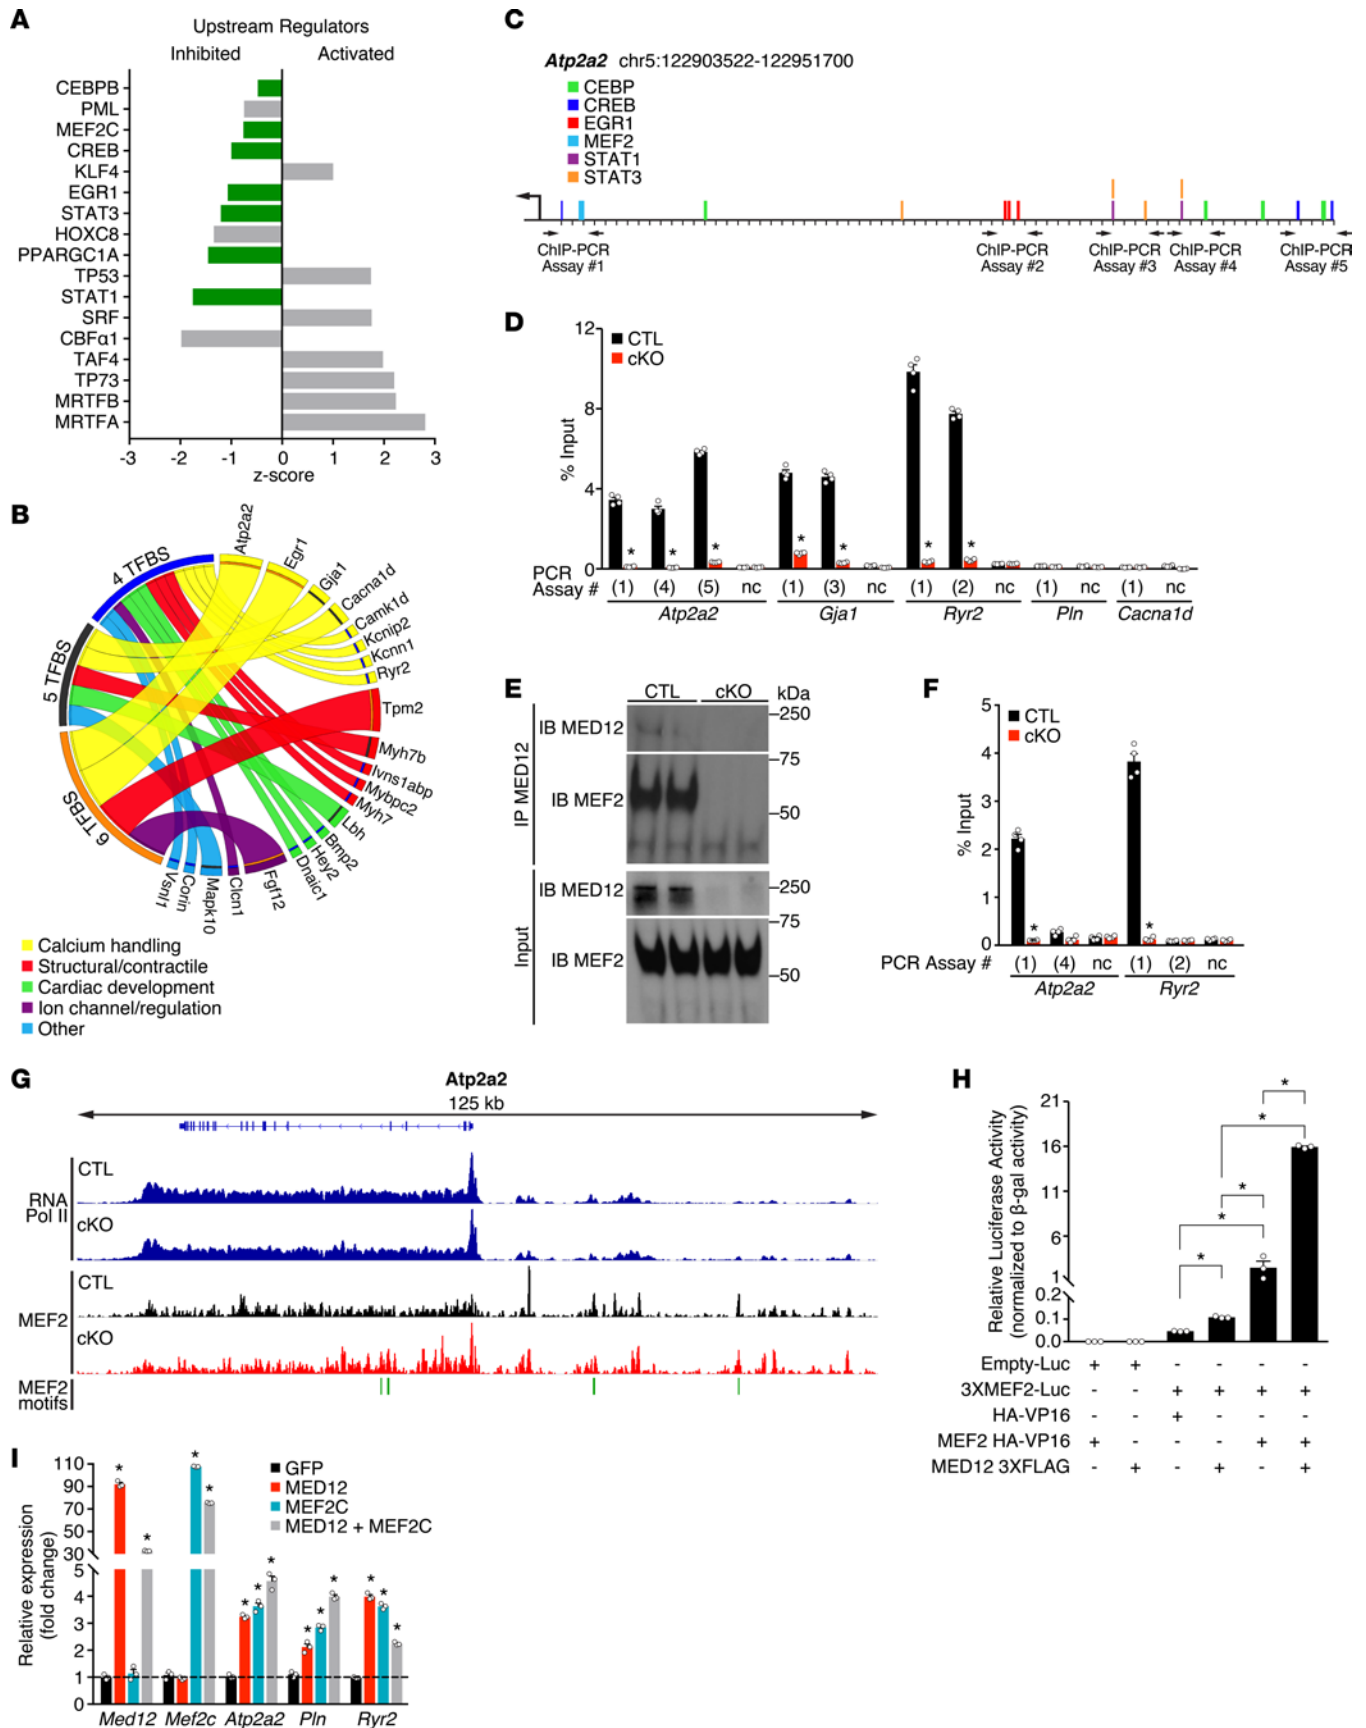 A
Upstream Regulators
Inhibited Activated
CEBPB
PML
MEF2C
CREB
KLF4
EGR1
STAT3
HOXC8
PPARGC1A
TP53
STAT1
SRF
CBFα1
TAF4
TP73
MRTFB
MRTFA
-3 -2 -1 0 1 2 3
z-score
B
4 TFBS
5 TFBS
6 TFBS
Atp2a2
Egr1
Gja1
Cacna1d
Camk1d
Kcnip2
Kcnn1
Ryr2
Tpm2
Myh7b
Ivns1abp
Mybpc2
Myh7
Lbh
Bmp2
Hey2
Dnaic1
Fgf12
Clcn1
Mapk10
Corin
Vsnl1
Calcium handling
Structural/contractile
Cardiac development
Ion channel/regulation
Other
C
Atp2a2 chr5:122903522-122951700
CEBP
CREB
EGR1
MEF2
STAT1
STAT3
ChIP-PCR ChIP-PCR ChIP-PCR ChIP-PCR ChIP-PCR
Assay #1 Assay #2 Assay #3 Assay #4 Assay #5
D
CTL
cKO
% Input
12
8
4
0
* * * * * * *
PCR
Assay # (1) (4) (5) nc (1) (3) nc (1) (2) nc (1) nc (1) nc
Atp2a2 Gja1 Ryr2 Pln Cacna1d
E
CTL cKO kDa
IP MED12
IB MED12
250
75
IB MEF2
50
Input
IB MED12
250
75
IB MEF2
50
F
CTL
cKO
% Input
5
4
3
2
1
0
* *
PCR Assay # (1) (4) nc (1) (2) nc
Atp2a2 Ryr2
G
Atp2a2
125 kb
RNA
Pol II
CTL
cKO
MEF2
CTL
cKO
MEF2
motifs
H
Relative Luciferase Activity
(normalized to β-gal activity)
21
16
11
6
1
0.2
0.1
0.0
* * * * *
Empty-Luc + + - - - -
3XMEF2-Luc - - + + + +
HA-VP16 - - + - - -
MEF2 HA-VP16 + - - - + +
MED12 3XFLAG - + - + - +
I
GFP
MED12
MEF2C
MED12 + MEF2C
Relative expression
(fold change)
110
90
70
50
30
5
4
3
2
1
0
* * * * * * * * * * * * *
Med12 Mef2c Atp2a2 Pln Ryr2